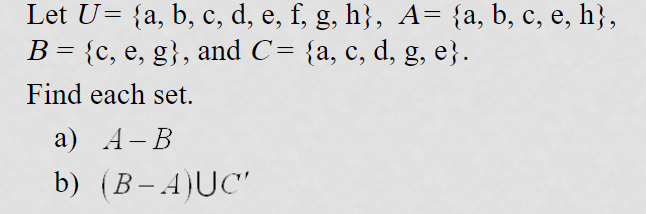 Let U= {a, b, c, d, e, f, g, h}, A= {a, b, c, e, h},
B = {c, e, g}, and C= {a, c, d, g, e}.
Find each set.
a) A – B
b) (B – A)∪C′